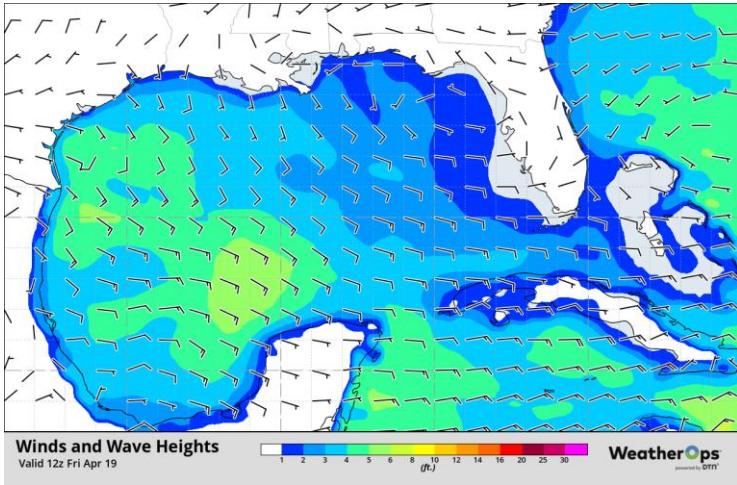 Winds and Wave Heights
Valid 12z Fri Apr 19
1 2 3 4 5 6 8 10 12 14 16 20 25 30
(ft.)
WeatherOps
powered by DTN